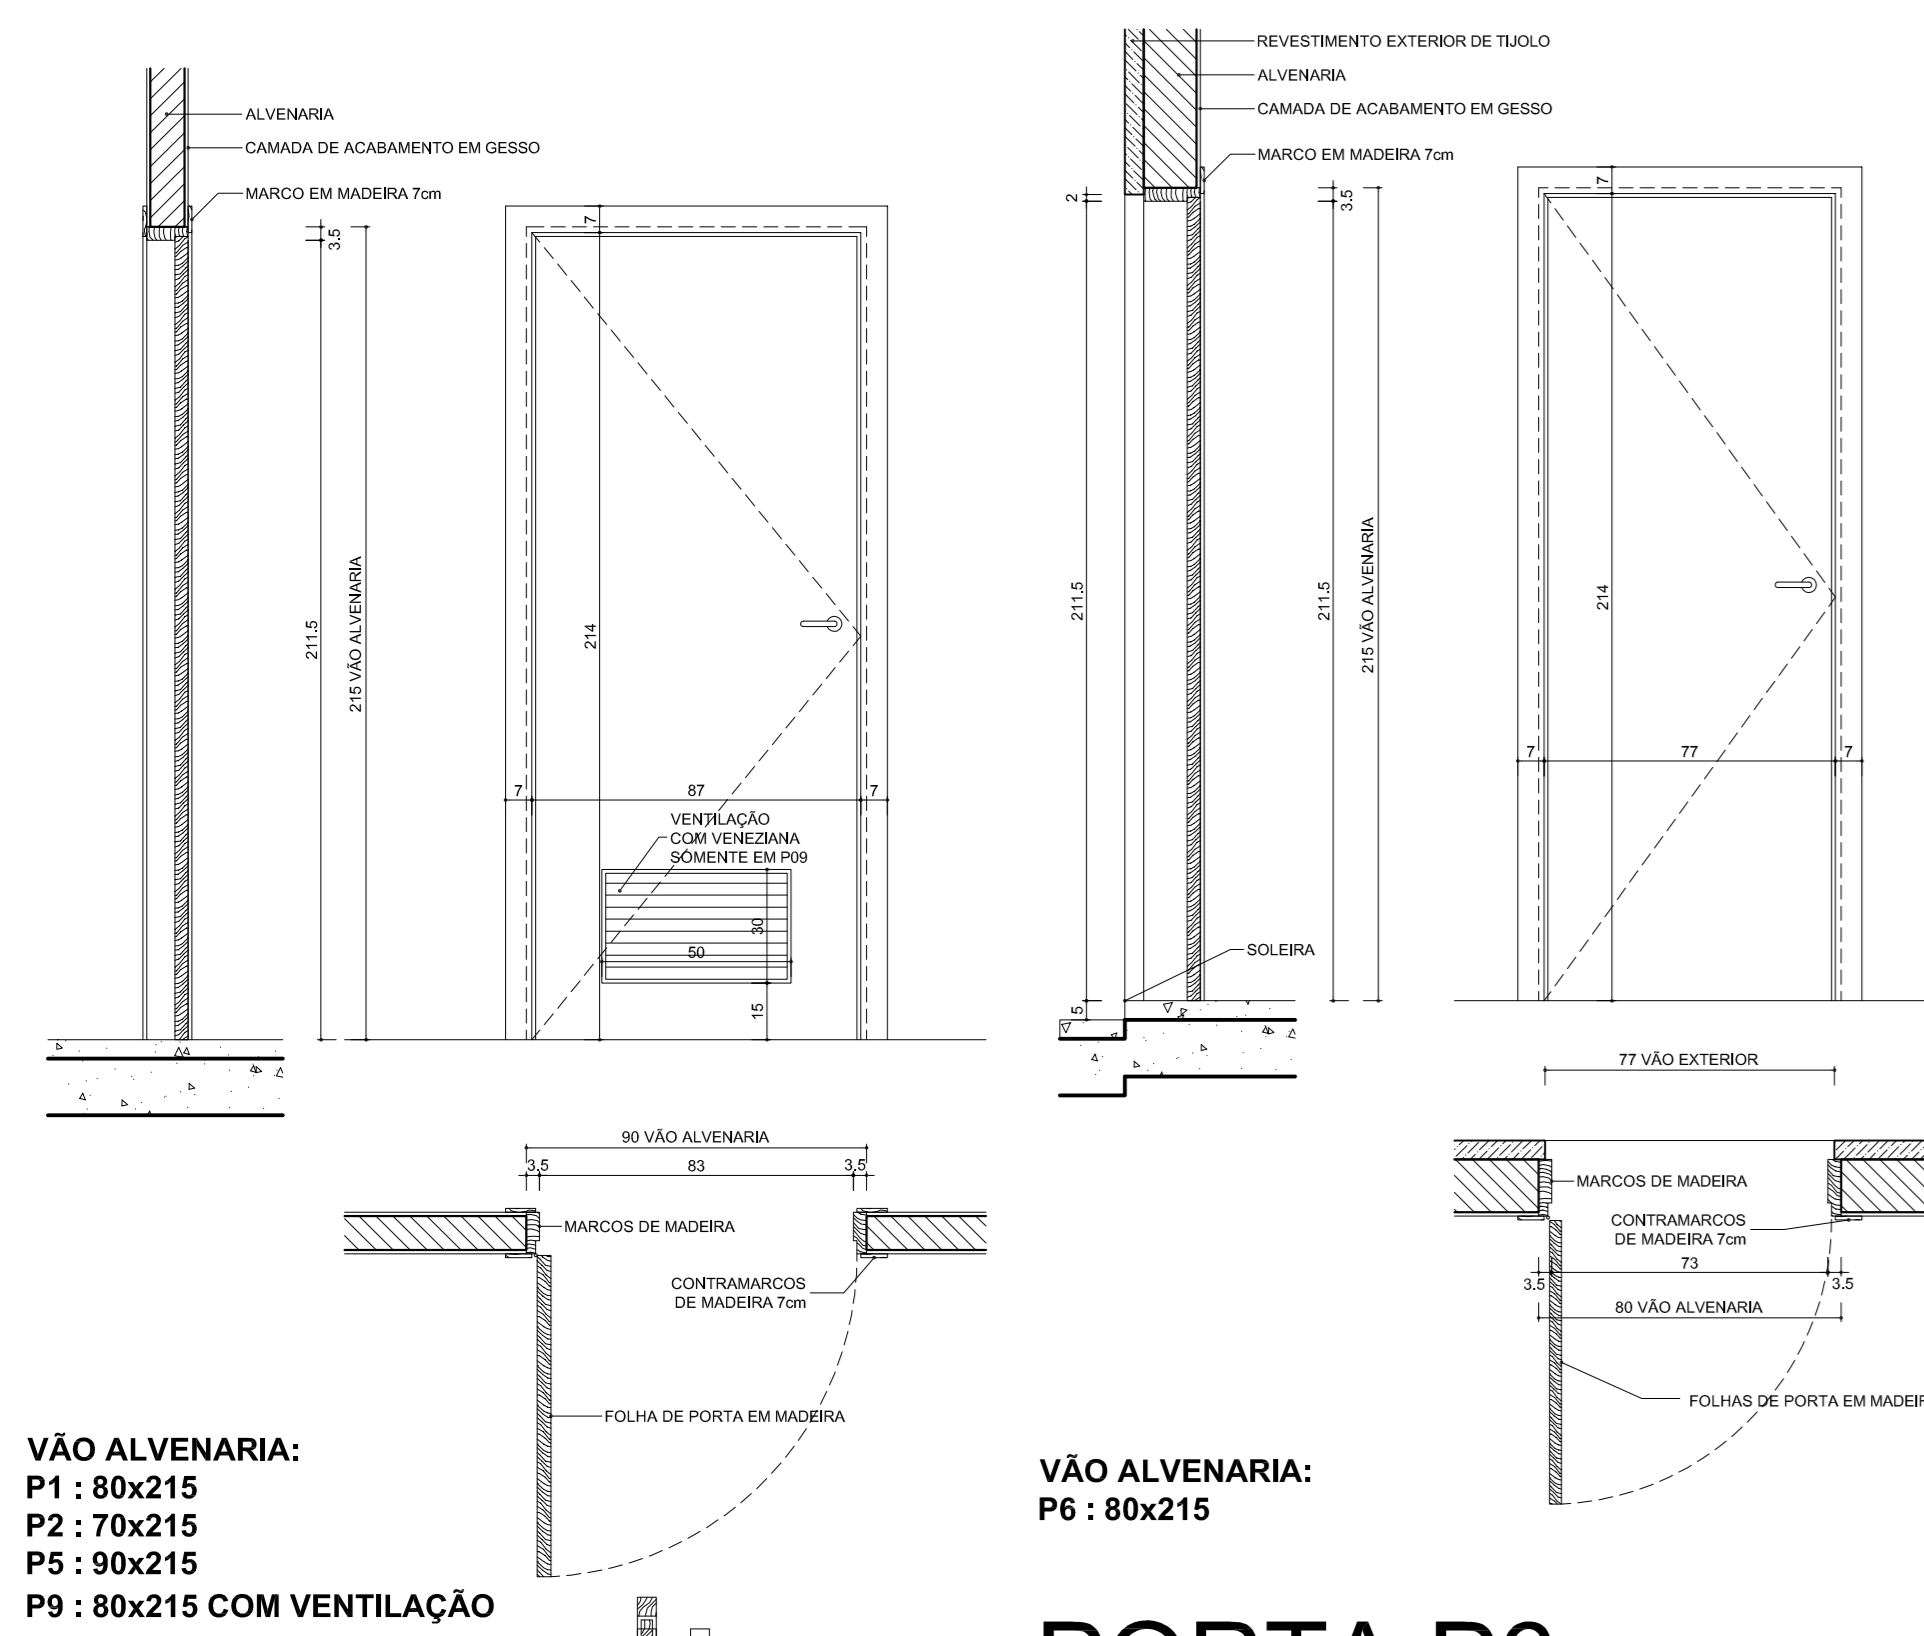 ALVENARIA
CAMADA DE ACABAMENTO EM GESSO
MARCO EM MADEIRA 7cm
3.5
211.5
215 VÃO ALVENARIA
7
214
7
87
7
VENTILAÇÃO
COM VENEZIANA
SOMENTE EM P09
30
50
15
90 VÃO ALVENARIA
3.5
83
3.5
MARCOS DE MADEIRA
CONTRAMARCOS
DE MADEIRA 7cm
FOLHA DE PORTA EM MADEIRA
VÃO ALVENARIA:
P1 : 80x215
P2 : 70x215
P5 : 90x215
P9 : 80x215 COM VENTILAÇÃO
REVESTIMENTO EXTERIOR DE TIJOLO
ALVENARIA
CAMADA DE ACABAMENTO EM GESSO
MARCO EM MADEIRA 7cm
2
3.5
211.5
211.5
215 VÃO ALVENARIA
7
214
7
77
7
SOLEIRA
5
77 VÃO EXTERIOR
MARCOS DE MADEIRA
CONTRAMARCOS
DE MADEIRA 7cm
73
3.5
3.5
80 VÃO ALVENARIA
FOLHAS DE PORTA EM MADEI
VÃO ALVENARIA:
P6 : 80x215